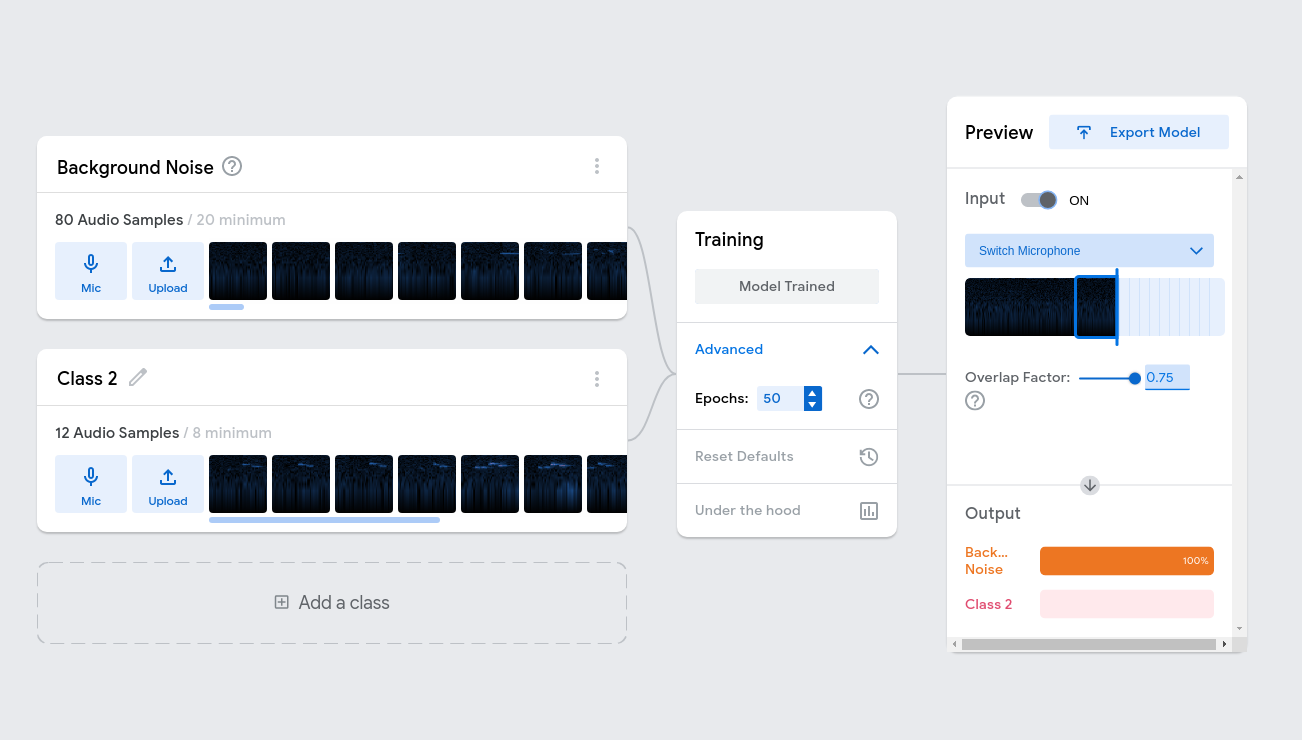 Background Noise
80 Audio Samples / 20 minimum
Mic
Upload
Class 2
12 Audio Samples / 8 minimum
Mic
Upload
Add a class
Training
Model Trained
Advanced
Epochs: 50
Reset Defaults
Under the hood
Preview
Export Model
Input ON
Switch Microphone
Overlap Factor: 0.75
Output
Back...
Noise
100%
Class 2